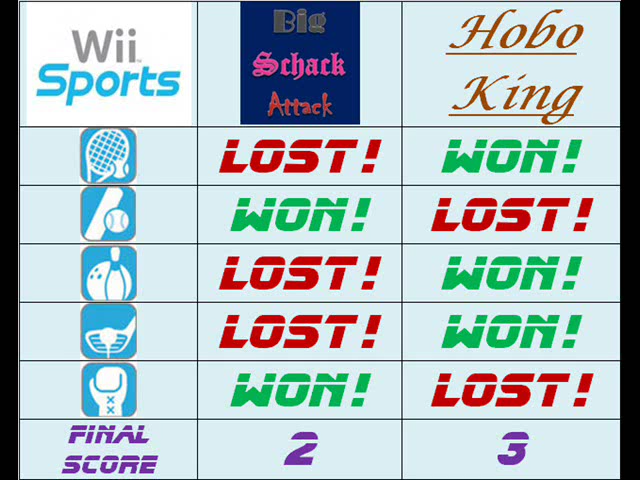 Wii™ Sports
Big Schack Attack
Hobo King
LOST! WON!
WON! LOST!
LOST! WON!
LOST! WON!
WON! LOST!
FINAL SCORE 2 3